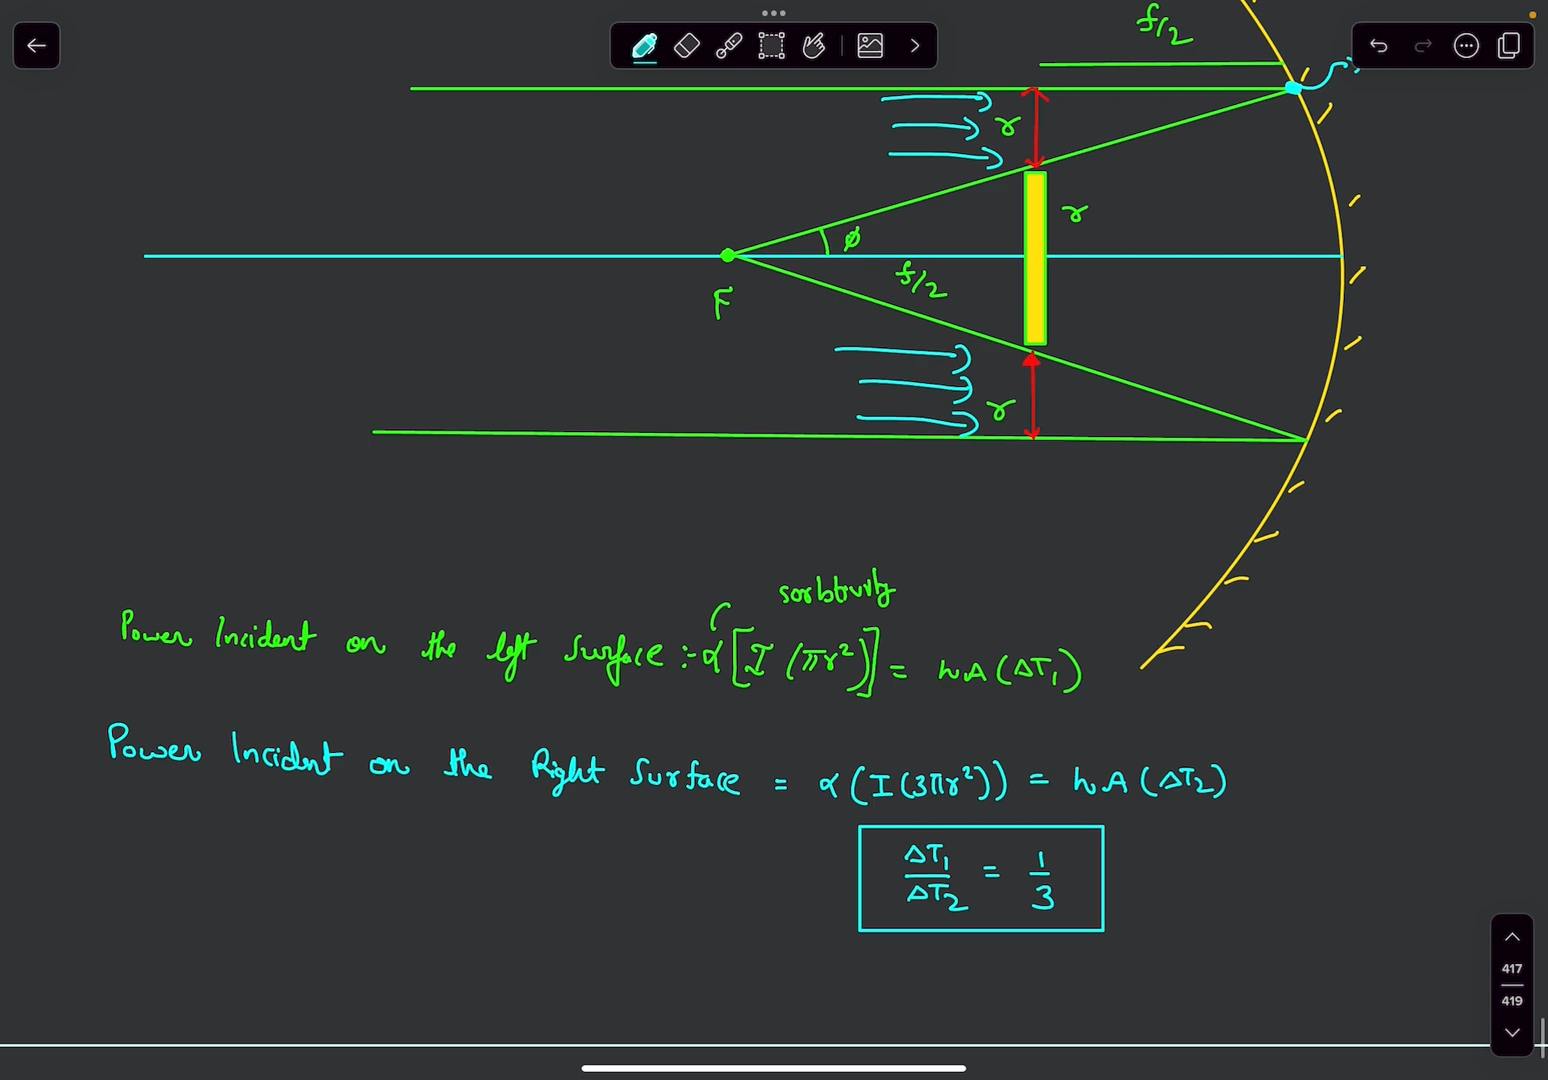 f/2
r
r
ø
f/2
F
r
sorbtivity
Power Incident on the left Surface :- α[I (πr²)] = hA (ΔT₁)
Power Incident on the Right Surface = α(I(3πr²)) = hA (ΔT₂)
ΔT₁/ΔT₂ = 1/3
417
419